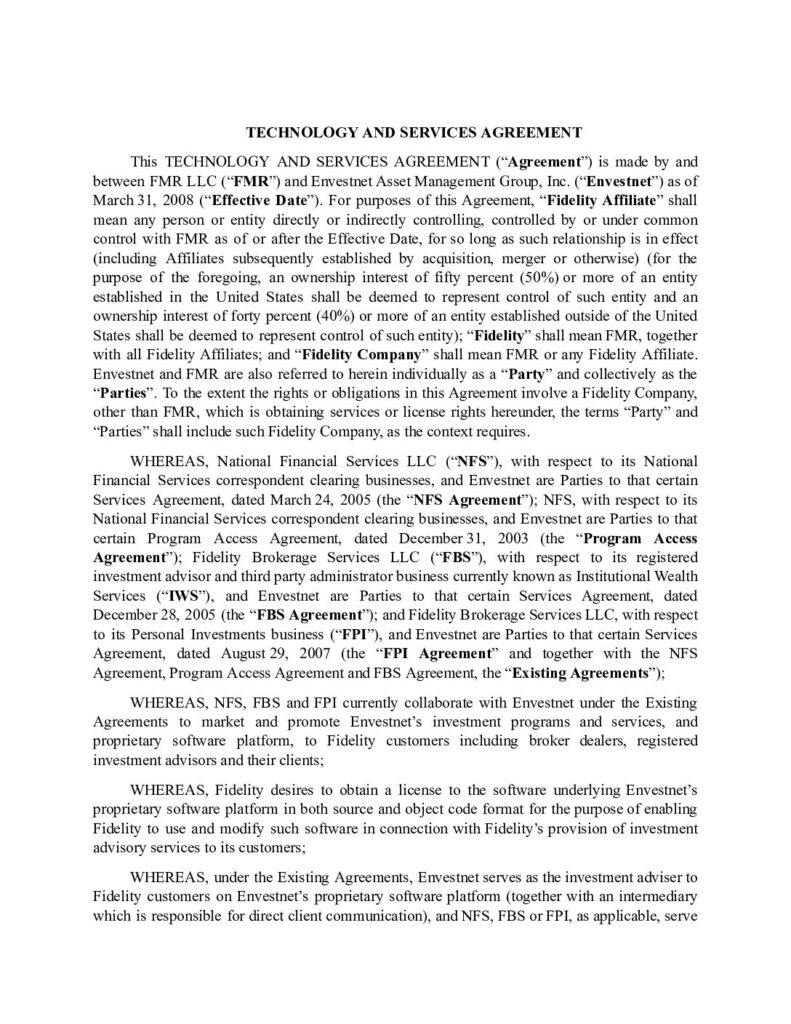 TECHNOLOGY AND SERVICES AGREEMENT
This TECHNOLOGY AND SERVICES AGREEMENT (“Agreement”) is made by and
between FMR LLC (“FMR”) and Envestnet Asset Management Group, Inc. (“Envestnet”) as of
March 31, 2008 (“Effective Date”). For purposes of this Agreement, “Fidelity Affiliate” shall
mean any person or entity directly or indirectly controlling, controlled by or under common
control with FMR as of or after the Effective Date, for so long as such relationship is in effect
(including Affiliates subsequently established by acquisition, merger or otherwise) (for the
purpose of the foregoing, an ownership interest of fifty percent (50%) or more of an entity
established in the United States shall be deemed to represent control of such entity and an
ownership interest of forty percent (40%) or more of an entity established outside of the United
States shall be deemed to represent control of such entity); “Fidelity” shall mean FMR, together
with all Fidelity Affiliates; and “Fidelity Company” shall mean FMR or any Fidelity Affiliate.
Envestnet and FMR are also referred to herein individually as a “Party” and collectively as the
“Parties”. To the extent the rights or obligations in this Agreement involve a Fidelity Company,
other than FMR, which is obtaining services or license rights hereunder, the terms “Party” and
“Parties” shall include such Fidelity Company, as the context requires.
WHEREAS, National Financial Services LLC (“NFS”), with respect to its National
Financial Services correspondent clearing businesses, and Envestnet are Parties to that certain
Services Agreement, dated March 24, 2005 (the “NFS Agreement”); NFS, with respect to its
National Financial Services correspondent clearing businesses, and Envestnet are Parties to that
certain Program Access Agreement, dated December 31, 2003 (the “Program Access
Agreement”); Fidelity Brokerage Services LLC (“FBS”), with respect to its registered
investment advisor and third party administrator business currently known as Institutional Wealth
Services (“IWS”), and Envestnet are Parties to that certain Services Agreement, dated
December 28, 2005 (the “FBS Agreement”); and Fidelity Brokerage Services LLC, with respect
to its Personal Investments business (“FPI”), and Envestnet are Parties to that certain Services
Agreement, dated August 29, 2007 (the “FPI Agreement” and together with the NFS
Agreement, Program Access Agreement and FBS Agreement, the “Existing Agreements”);
WHEREAS, NFS, FBS and FPI currently collaborate with Envestnet under the Existing
Agreements to market and promote Envestnet’s investment programs and services, and
proprietary software platform, to Fidelity customers including broker dealers, registered
investment advisors and their clients;
WHEREAS, Fidelity desires to obtain a license to the software underlying Envestnet’s
proprietary software platform in both source and object code format for the purpose of enabling
Fidelity to use and modify such software in connection with Fidelity’s provision of investment
advisory services to its customers;
WHEREAS, under the Existing Agreements, Envestnet serves as the investment adviser to
Fidelity customers on Envestnet’s proprietary software platform (together with an intermediary
which is responsible for direct client communication), and NFS, FBS or FPI, as applicable, serve